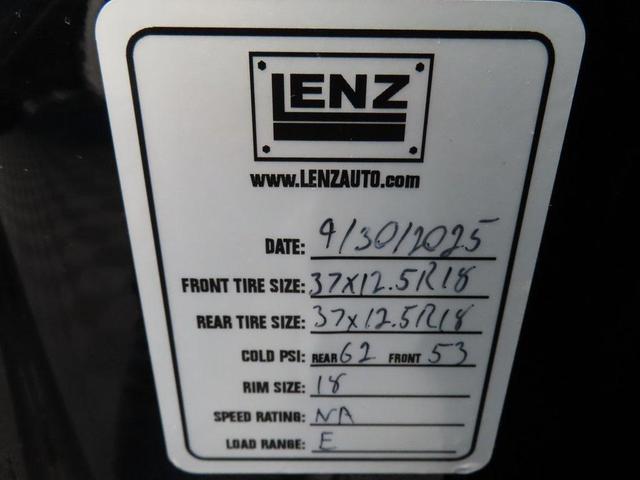 LENZ
www.LENZAUTO.com
DATE: 9/30/2025
FRONT TIRE SIZE: 37x12.5R18
REAR TIRE SIZE: 37x12.5R18
COLD PSI: REAR 62 FRONT 53
RIM SIZE: 18
SPEED RATING: NA
LOAD RANGE: E